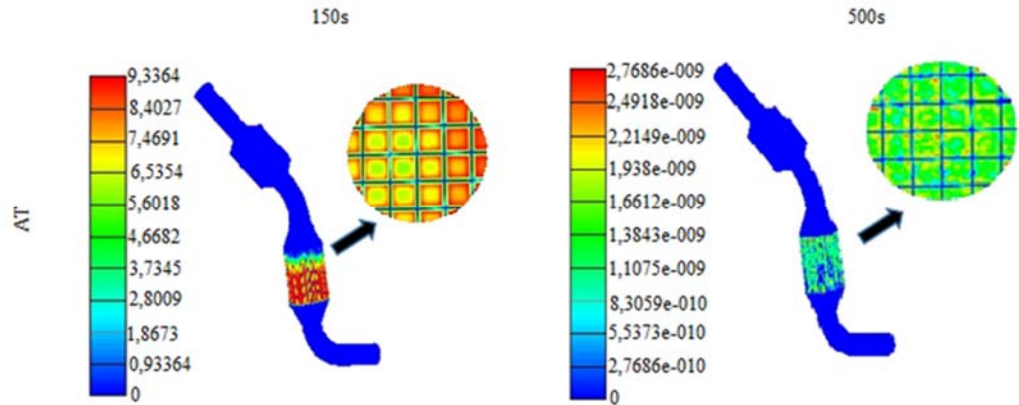 150s
500s
AT
9,3364
8,4027
7,4691
6,5354
5,6018
4,6682
3,7345
2,8009
1,8673
0,93364
0
2,7686e-009
2,4918e-009
2,2149e-009
1,938e-009
1,6612e-009
1,3843e-009
1,1075e-009
8,3059e-010
5,5373e-010
2,7686e-010
0